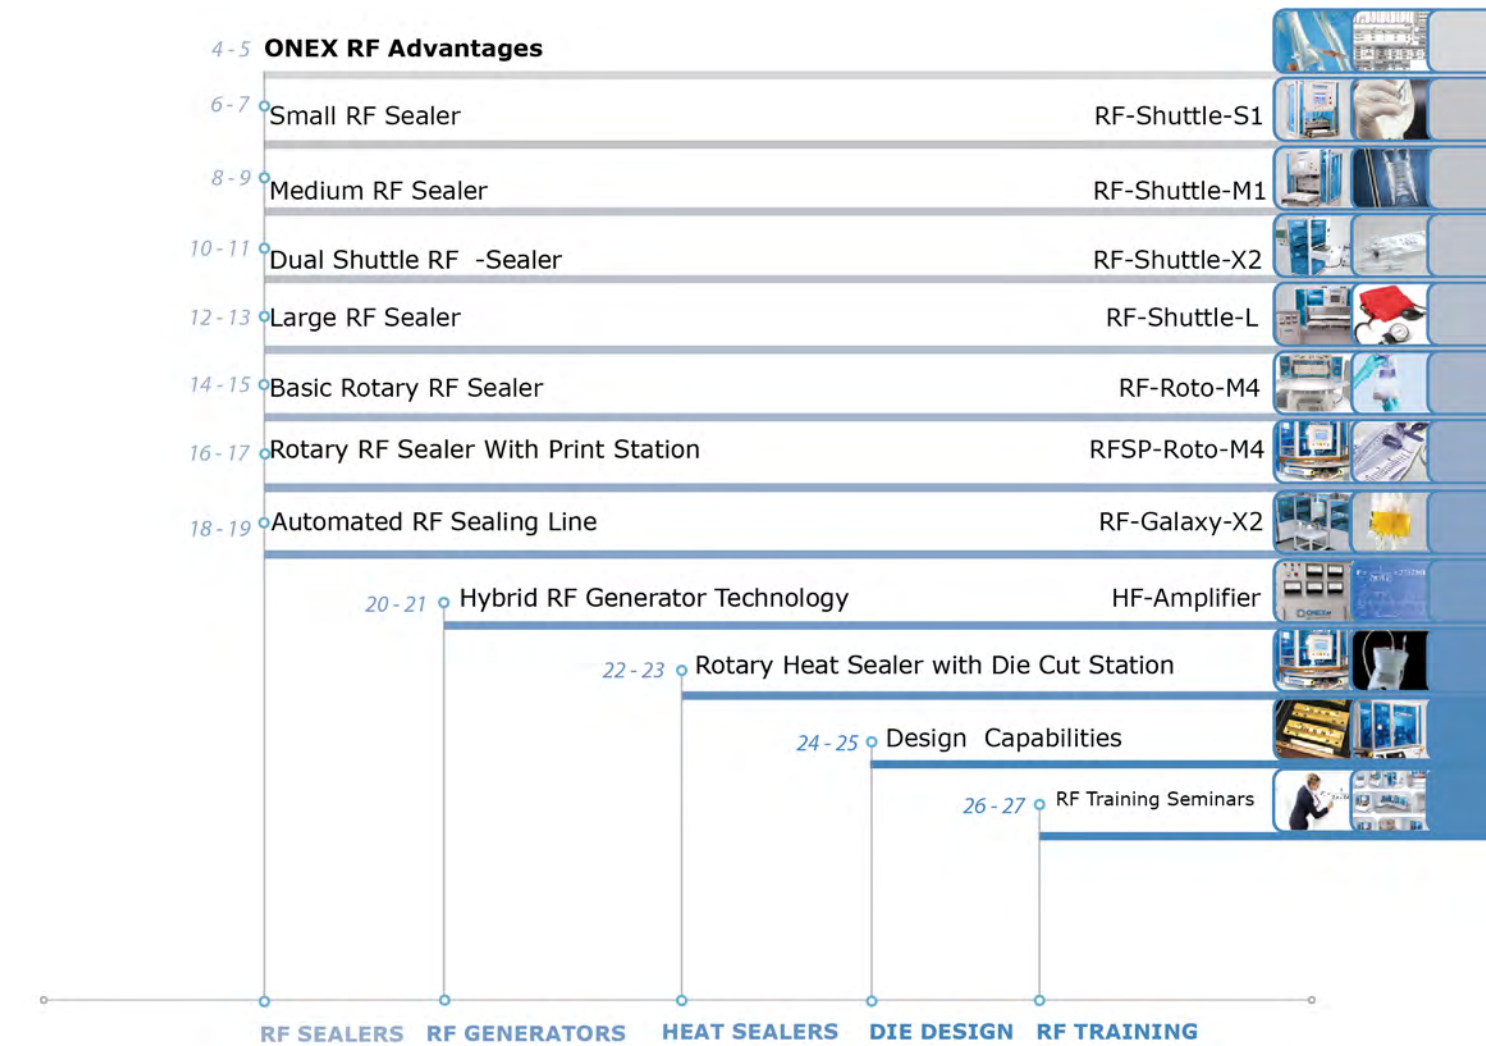 4 - 5 ONEX RF Advantages
6 - 7 Small RF Sealer RF-Shuttle-S1
8 - 9 Medium RF Sealer RF-Shuttle-M1
10 - 11 Dual Shuttle RF -Sealer RF-Shuttle-X2
12 - 13 Large RF Sealer RF-Shuttle-L
14 - 15 Basic Rotary RF Sealer RF-Roto-M4
16 - 17 Rotary RF Sealer With Print Station RFSP-Roto-M4
18 - 19 Automated RF Sealing Line RF-Galaxy-X2
20 - 21 Hybrid RF Generator Technology HF-Amplifier
22 - 23 Rotary Heat Sealer with Die Cut Station
24 - 25 Design Capabilities
26 - 27 RF Training Seminars
RF SEALERS RF GENERATORS HEAT SEALERS DIE DESIGN RF TRAINING